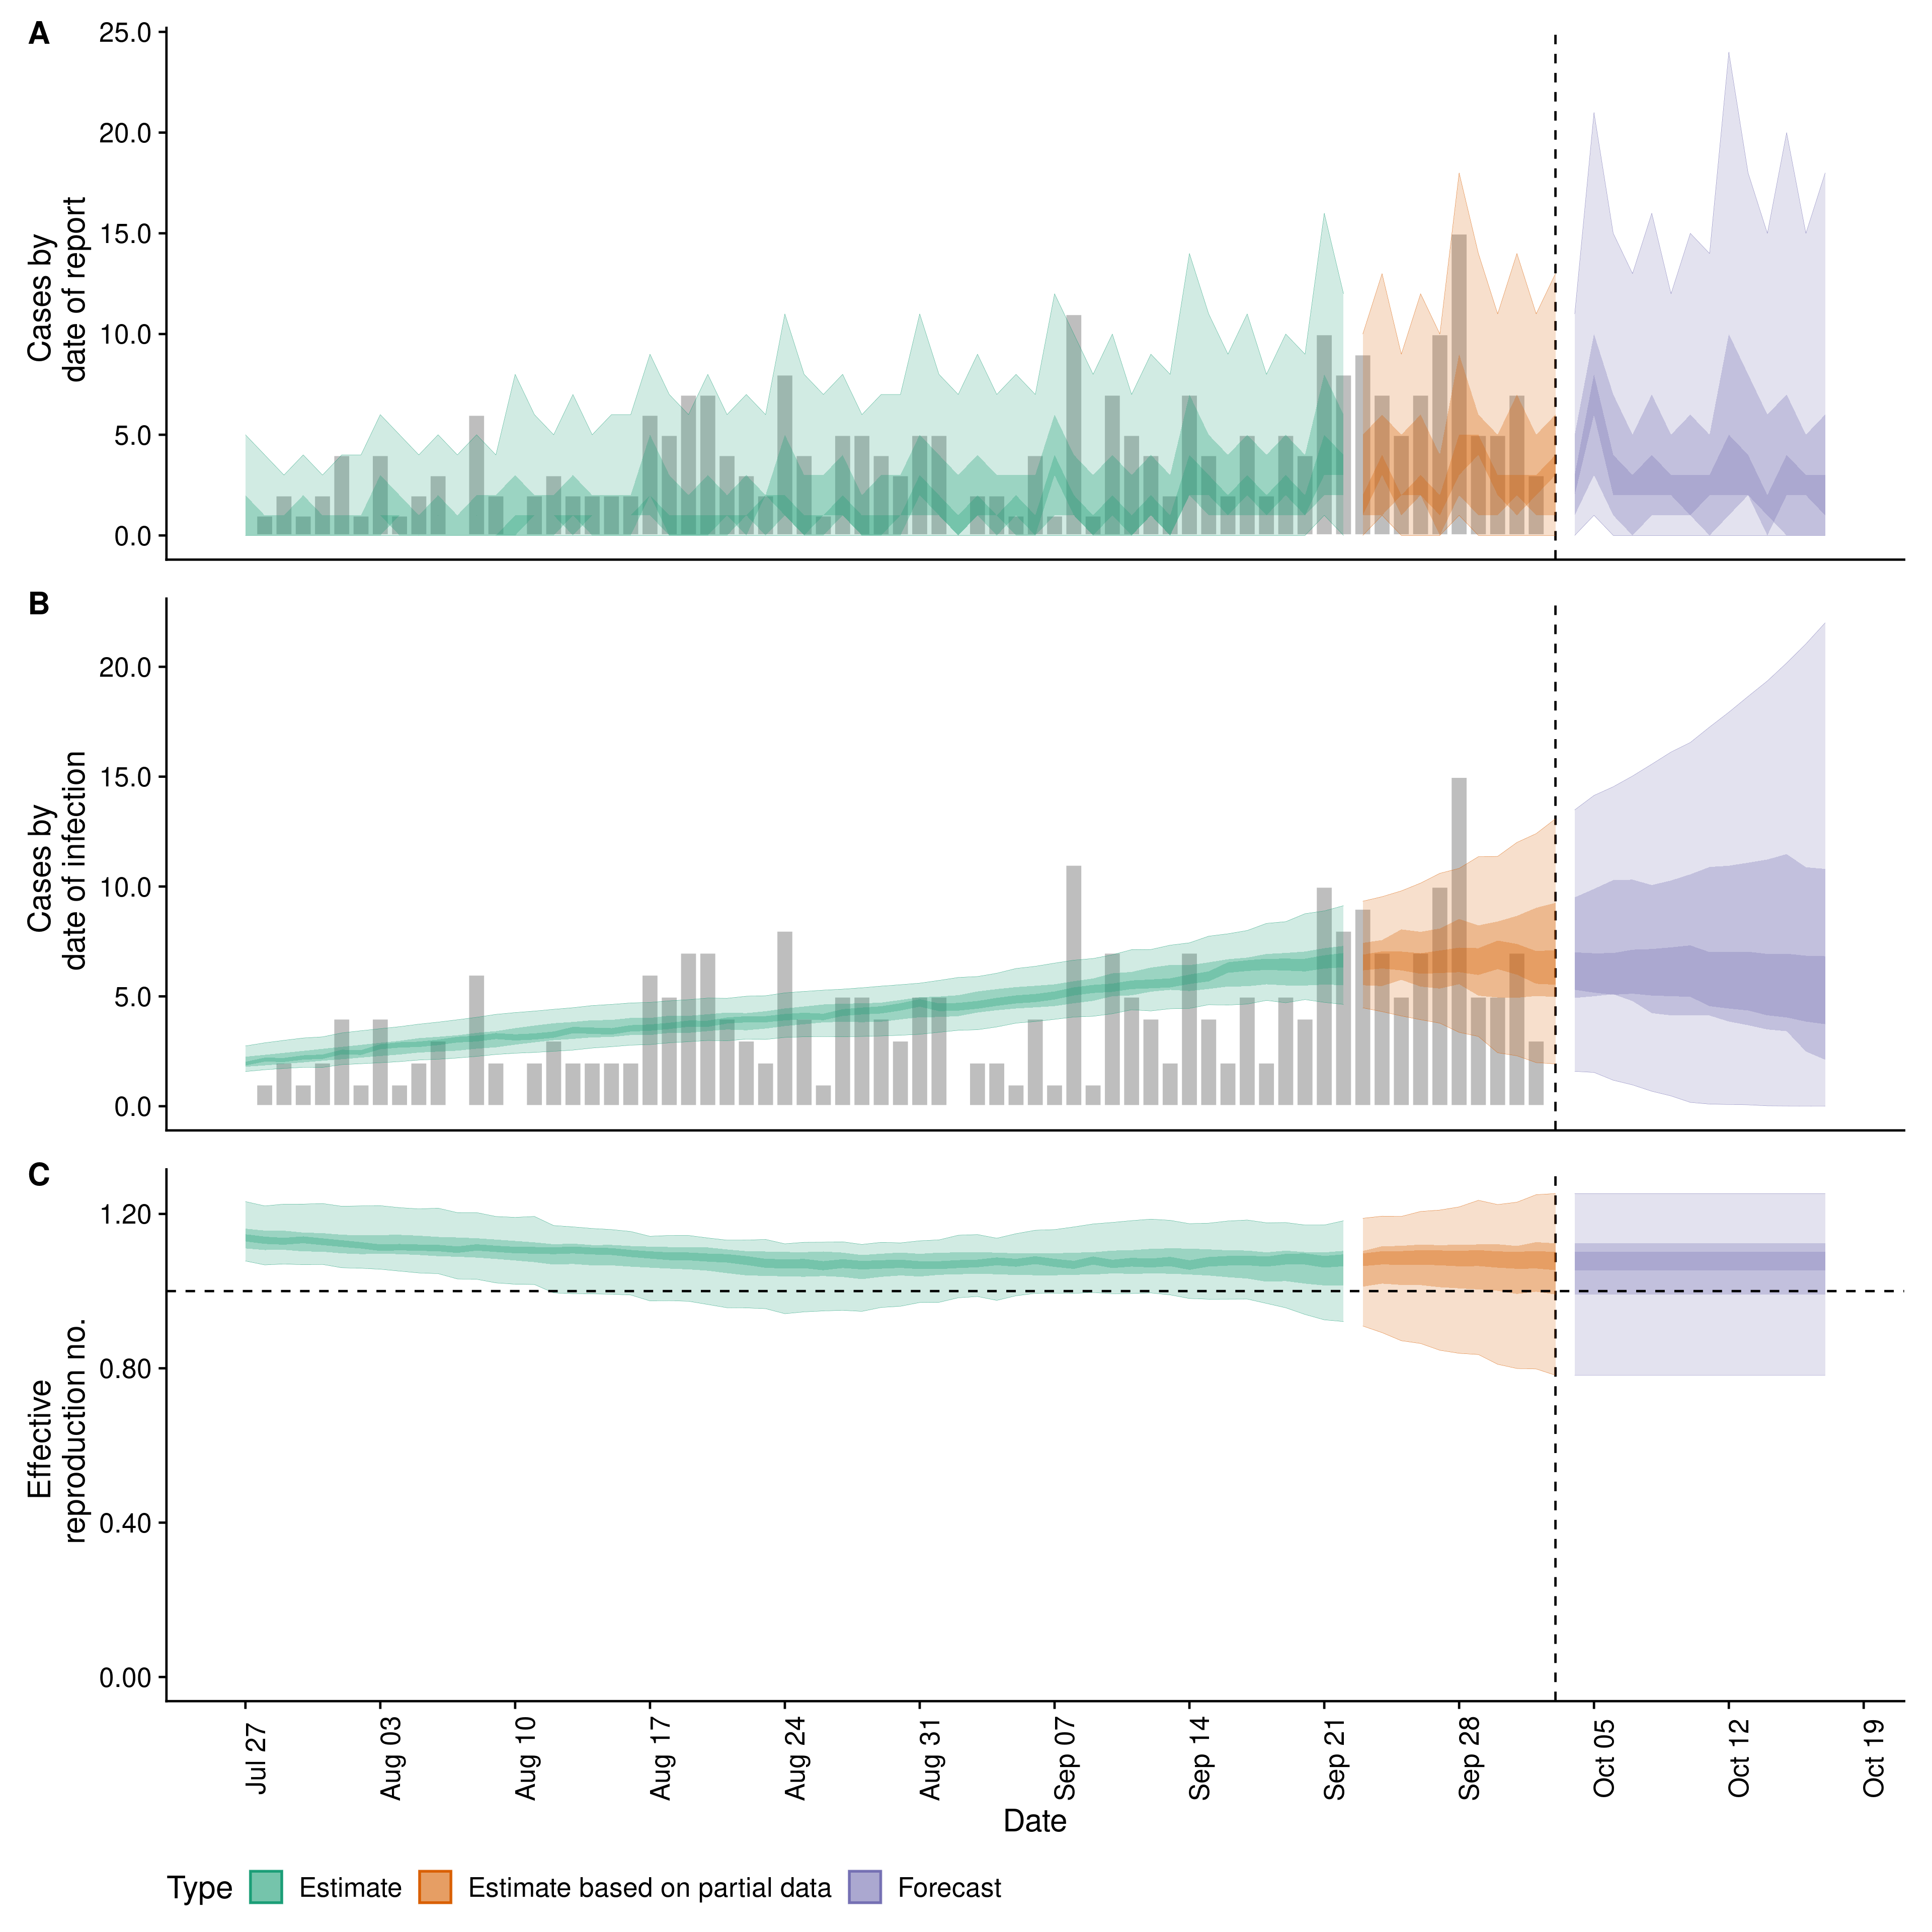 A
25.0
20.0
15.0
10.0
5.0
0.0
Cases by
date of report
B
20.0
15.0
10.0
5.0
0.0
Cases by
date of infection
C
1.20
0.80
0.40
0.00
Effective
reproduction no.
Jul 27
Aug 03
Aug 10
Aug 17
Aug 24
Aug 31
Sep 07
Sep 14
Sep 21
Sep 28
Oct 05
Oct 12
Oct 19
Date
Type Estimate Estimate based on partial data Forecast